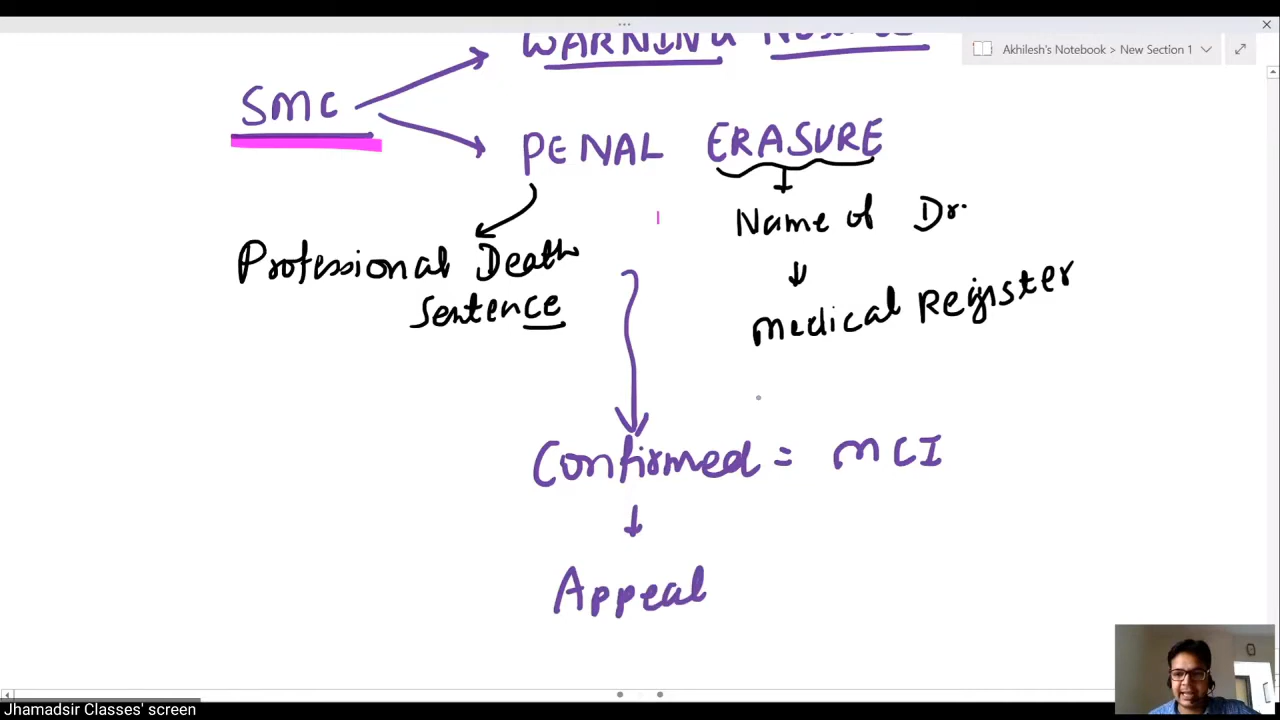 WARNING
Akhilesh's Notebook > New Section 1
SMC
PENAL ERASURE
Name of Dr.
Professional Death
Sentence
Medical Register
Confirmed = MCI
Appeal
Jhamadsir Classes' screen